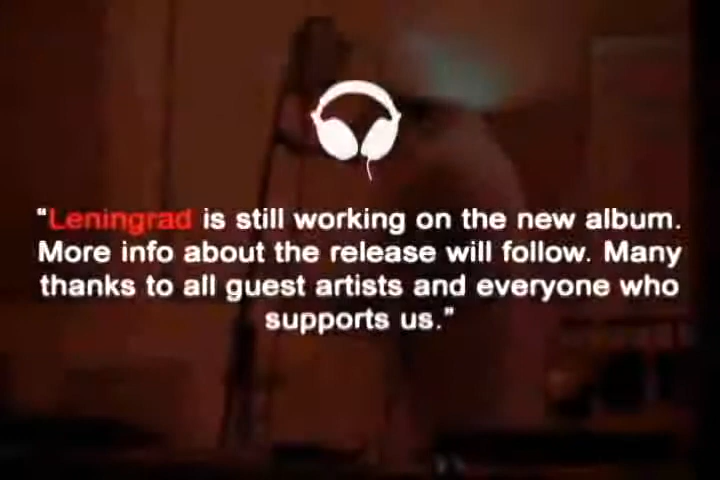 “Leningrad is still working on the new album.
More info about the release will follow. Many
thanks to all guest artists and everyone who
supports us.”